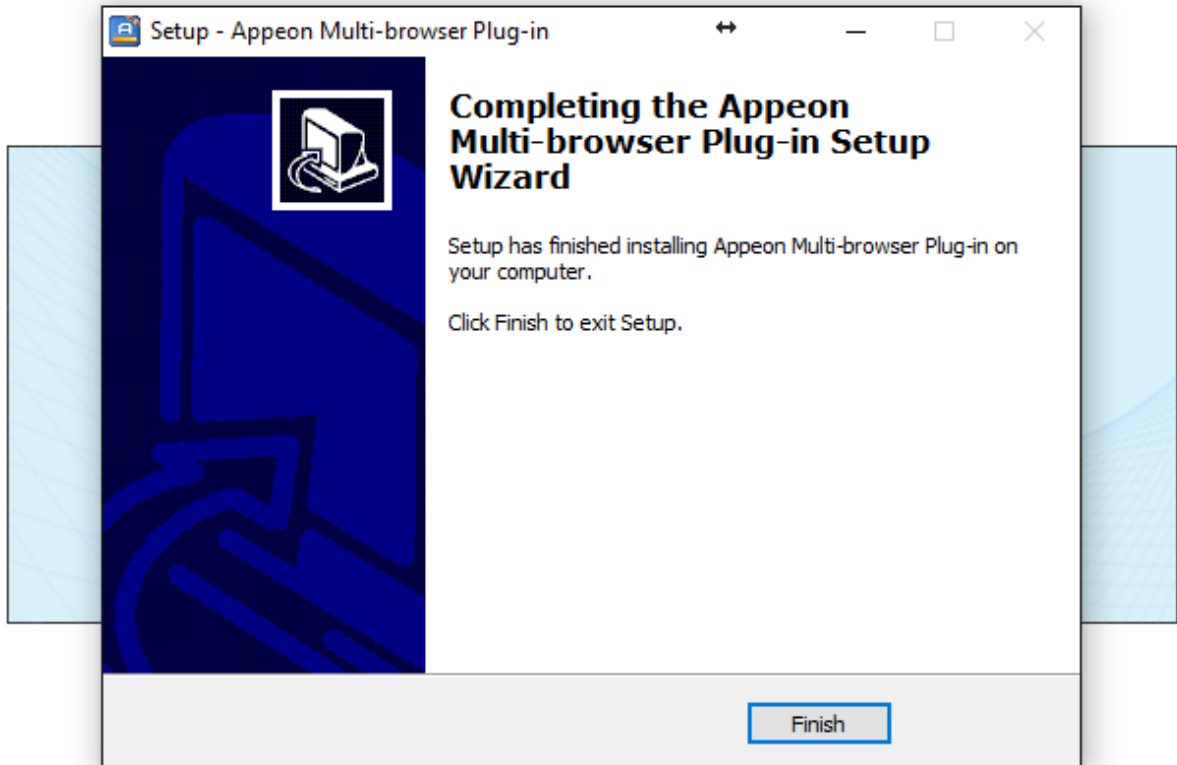 Setup - Appeon Multi-browser Plug-in
Completing the Appeon
Multi-browser Plug-in Setup
Wizard
Setup has finished installing Appeon Multi-browser Plug-in on
your computer.
Click Finish to exit Setup.
Finish